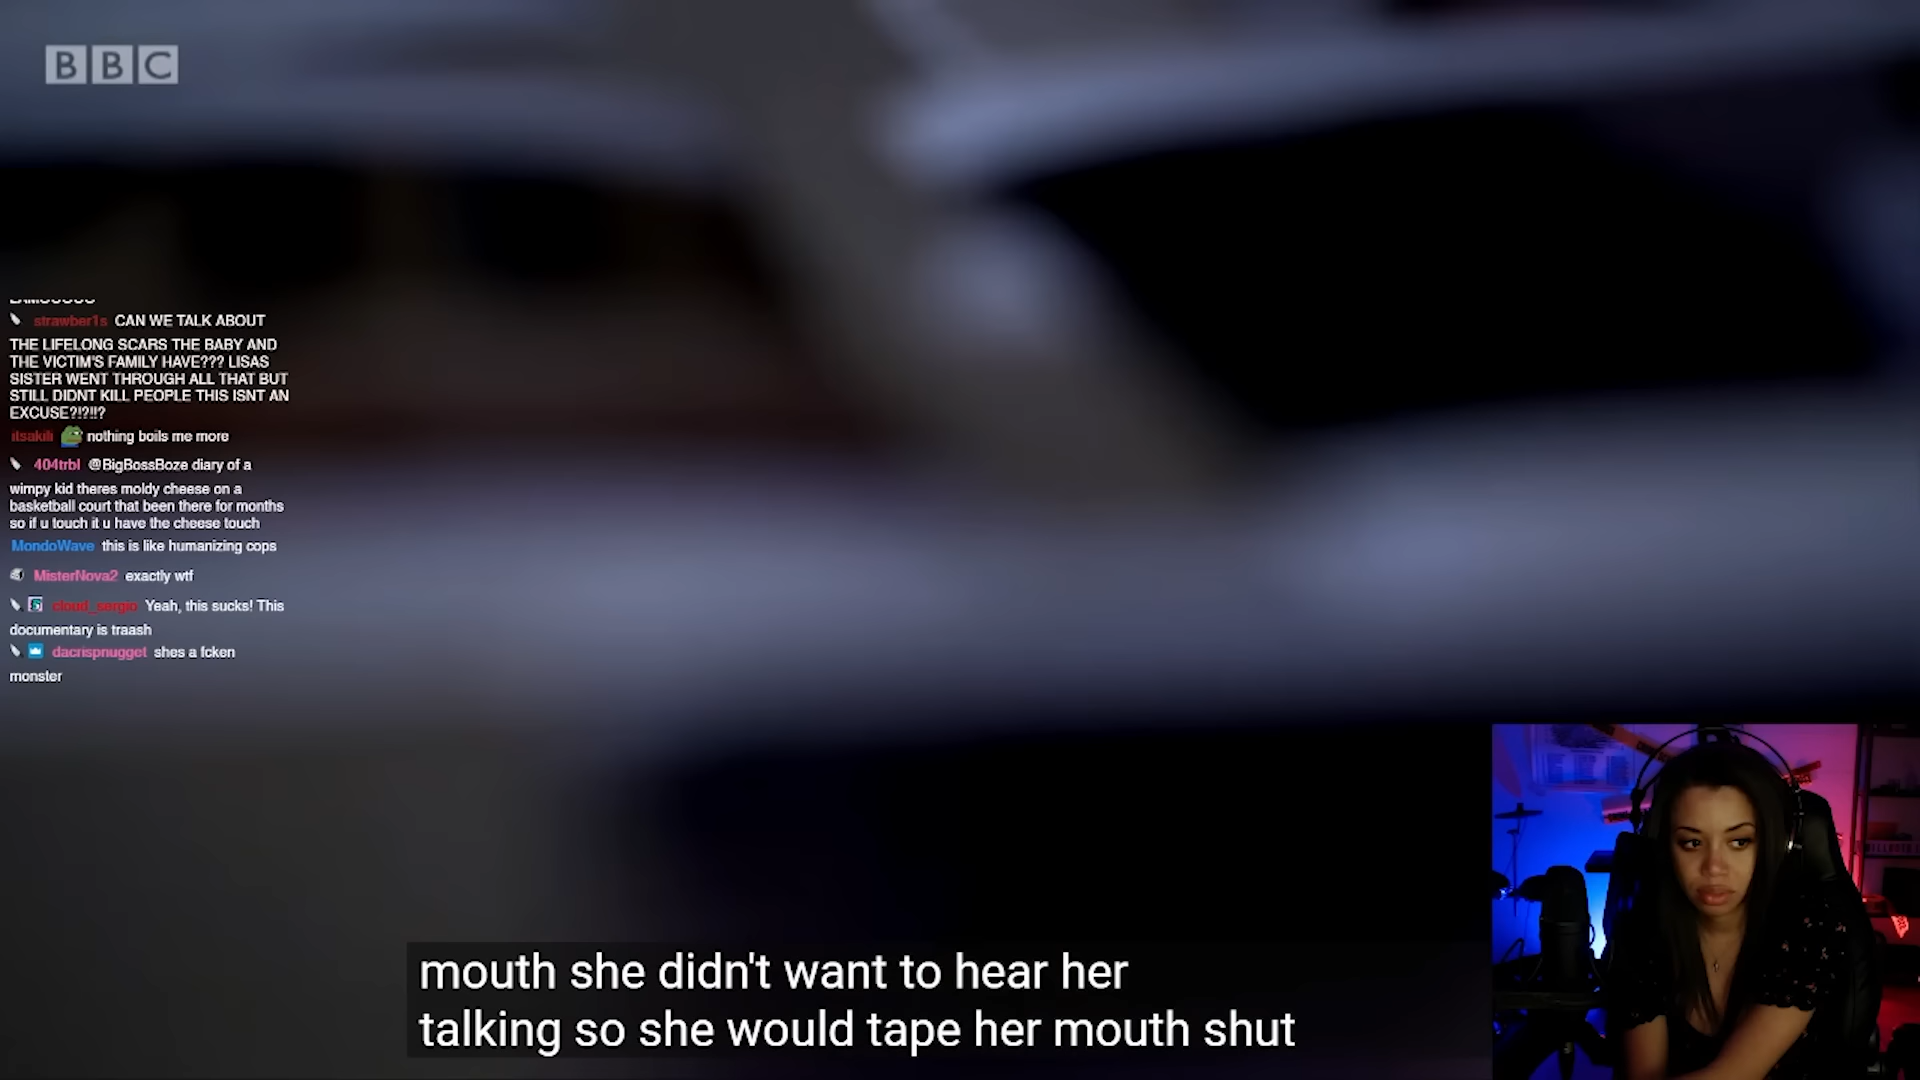 BBC
strawber1s CAN WE TALK ABOUT
THE LIFELONG SCARS THE BABY AND
THE VICTIM'S FAMILY HAVE??? LISAS
SISTER WENT THROUGH ALL THAT BUT
STILL DIDNT KILL PEOPLE THIS ISNT AN
EXCUSE?!?!!?
itsakili nothing boils me more
404trbl @BigBossBoze diary of a
wimpy kid theres moldy cheese on a
basketball court that been there for months
so if u touch it u have the cheese touch
MondoWave this is like humanizing cops
MisterNova2 exactly wtf
cloud_sergio Yeah, this sucks! This
documentary is traash
dacrispnugget shes a fcken
monster
mouth she didn't want to hear her
talking so she would tape her mouth shut